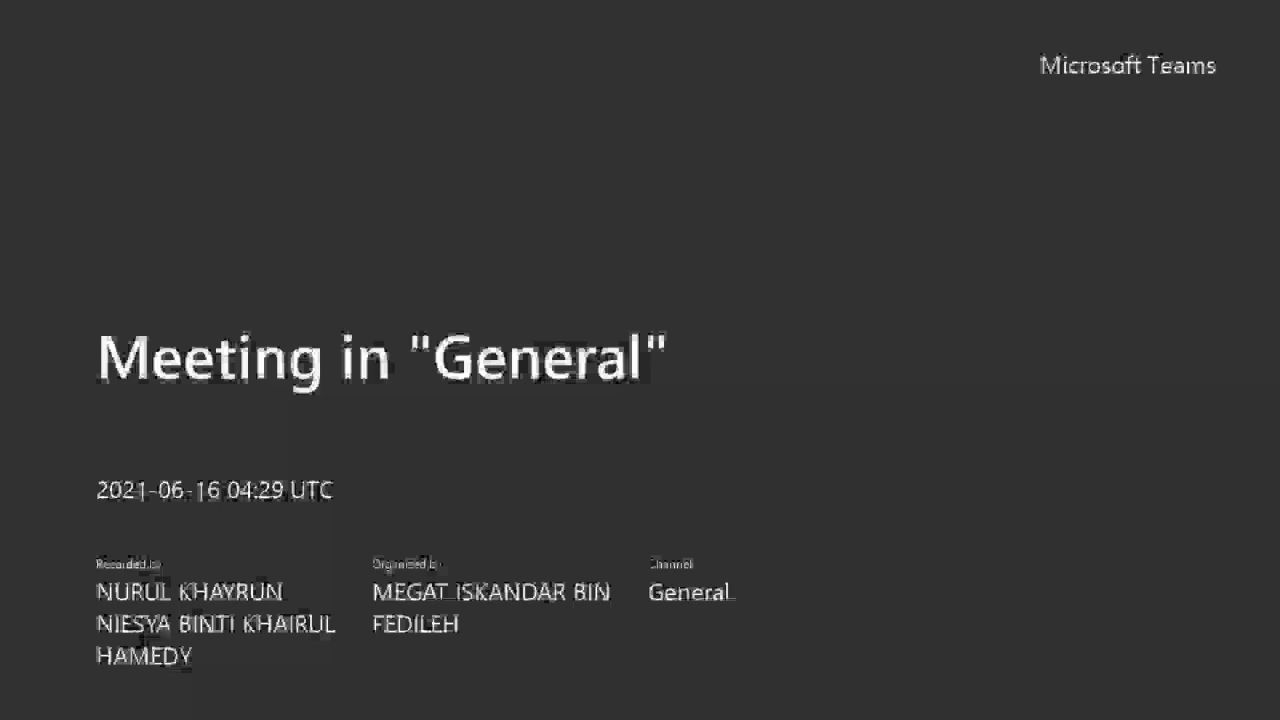 Microsoft Teams
Meeting in "General"
2021-06-16 04:29 UTC
Recorded by
Organized by
Channel
NURUL KHAYRUN
MEGAT ISKANDAR BIN
General
NIESYA BINTI KHAIRUL
FEDILEH
HAMEDY